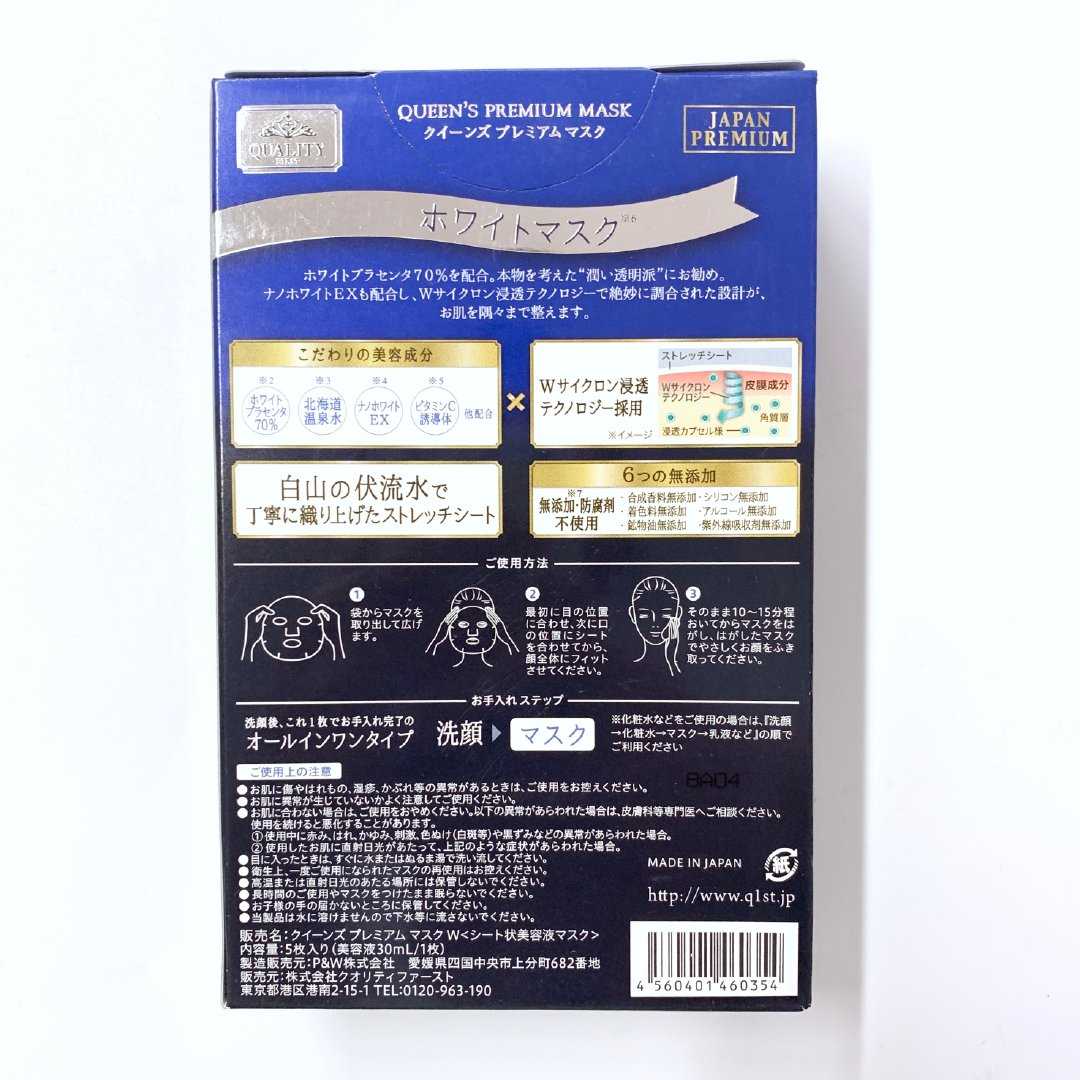 QUEEN'S PREMIUM MASK
クイーンズ プレミアム マスク
QUALITY
JAPAN
PREMIUM
ホワイトマスク※6
ホワイトプラセンタ70%を配合。本物を考えた“潤い透明派”にお勧め。
ナノホワイトEXも配合し、Wサイクロン浸透テクノロジーで絶妙に調合された設計が、
お肌を隅々まで整えます。
こだわりの美容成分
※2
ホワイト
プラセンタ
70%
※3
北海道
温泉水
※4
ナノホワイト
EX
※5
ビタミンC
誘導体
他配合
×
Wサイクロン浸透
テクノロジー採用
※イメージ
ストレッチシート
Wサイクロン
テクノロジー
皮膜成分
角質層
浸透カプセル様
白山の伏流水で
丁寧に織り上げたストレッチシート
6つの無添加
※7
無添加・防腐剤
不使用
・合成香料無添加・シリコン無添加
・着色料無添加 ・アルコール無添加
・鉱物油無添加 ・紫外線吸収剤無添加
ご使用方法
1
袋からマスクを
取り出して広げ
ます。
2
最初に目の位置
に合わせ、次に口
の位置にシート
を合わせてから、
顔全体にフィット
させてください。
3
そのまま10〜15分程
おいてからマスクをは
がし、はがしたマスク
でやさしくお顔をふき
取ってください。
お手入れステップ
洗顔後、これ1枚でお手入れ完了の
オールインワンタイプ
洗顔 ▶ マスク
※化粧水などをご使用の場合は、『洗顔
→化粧水→マスク→乳液など』の順で
ご利用ください
ご使用上の注意
8A04
●お肌に傷やはれもの、湿疹、かぶれ等の異常があるときは、ご使用をお控えください。
●お肌に異常が生じていないかよく注意してご使用ください。
●お肌に合わない場合は、ご使用をおやめください。以下の異常があらわれた場合は、皮膚科等専門医へご相談ください。
使用を続けると悪化することがあります。
①使用中に赤み、はれ、かゆみ、刺激、色ぬけ(白斑等)や黒ずみなどの異常があらわれた場合。
②使用したお肌に直射日光があたって、上記のような症状があらわれた場合。
●目に入ったときは、すぐに水またはぬるま湯で洗い流してください。
●衛生上、一度ご使用になられたマスクの再使用はお控えください。
●高温または直射日光のあたる場所には保管しないでください。
●長時間のご使用やマスクをつけたまま眠らないでください。
●お子様の手の届かないところに保管してください。
●当製品は水に溶けませんので下水等に流さないでください。
MADE IN JAPAN
紙
http://www.q1st.jp
販売名:クイーンズ プレミアム マスク W<シート状美容液マスク>
内容量:5枚入り(美容液30mL/1枚)
製造販売元:P&W株式会社 愛媛県四国中央市上分町682番地
販売元:株式会社クオリティファースト
東京都港区港南2-15-1 TEL:0120-963-190
4 560401 460354